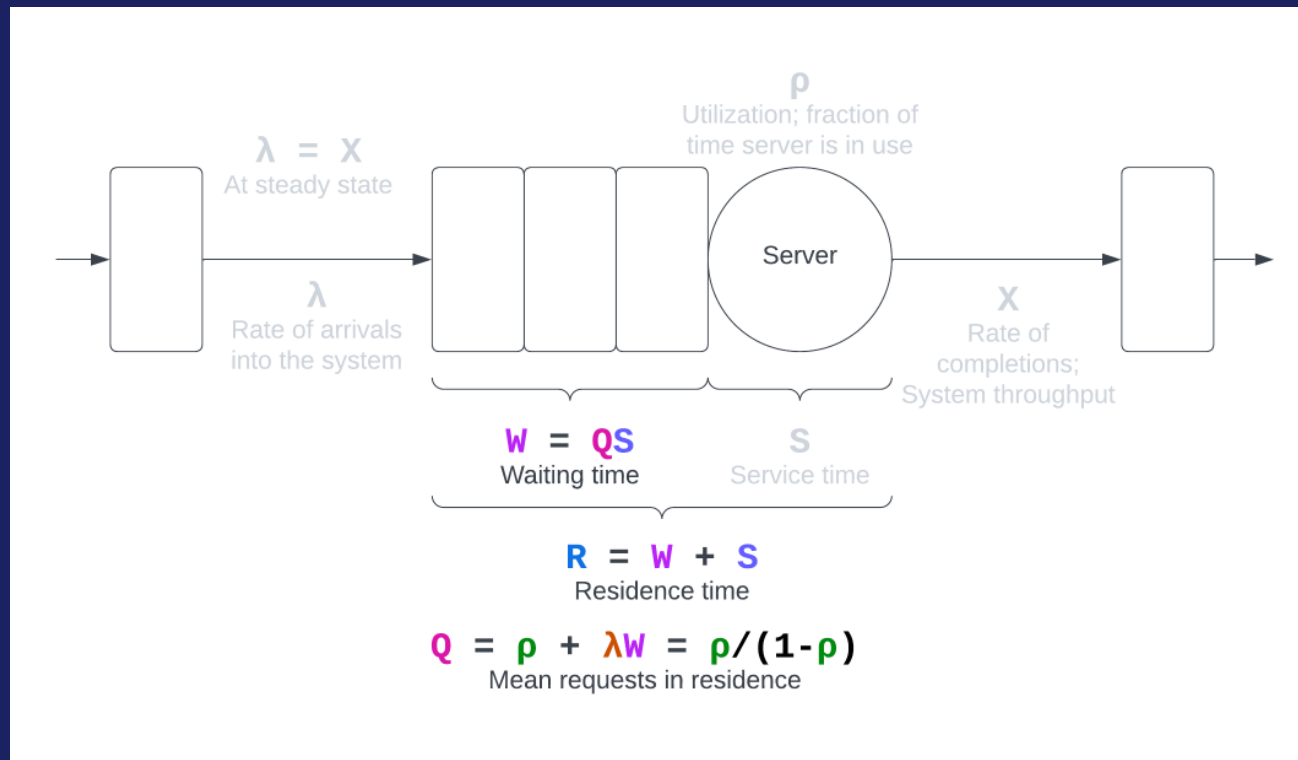 ρ
Utilization; fraction of
time server is in use
λ = X
At steady state
Server
λ
Rate of arrivals
into the system
X
Rate of
completions;
System throughput
W = QS
Waiting time
S
Service time
R = W + S
Residence time
Q = ρ + λW = ρ/(1-ρ)
Mean requests in residence